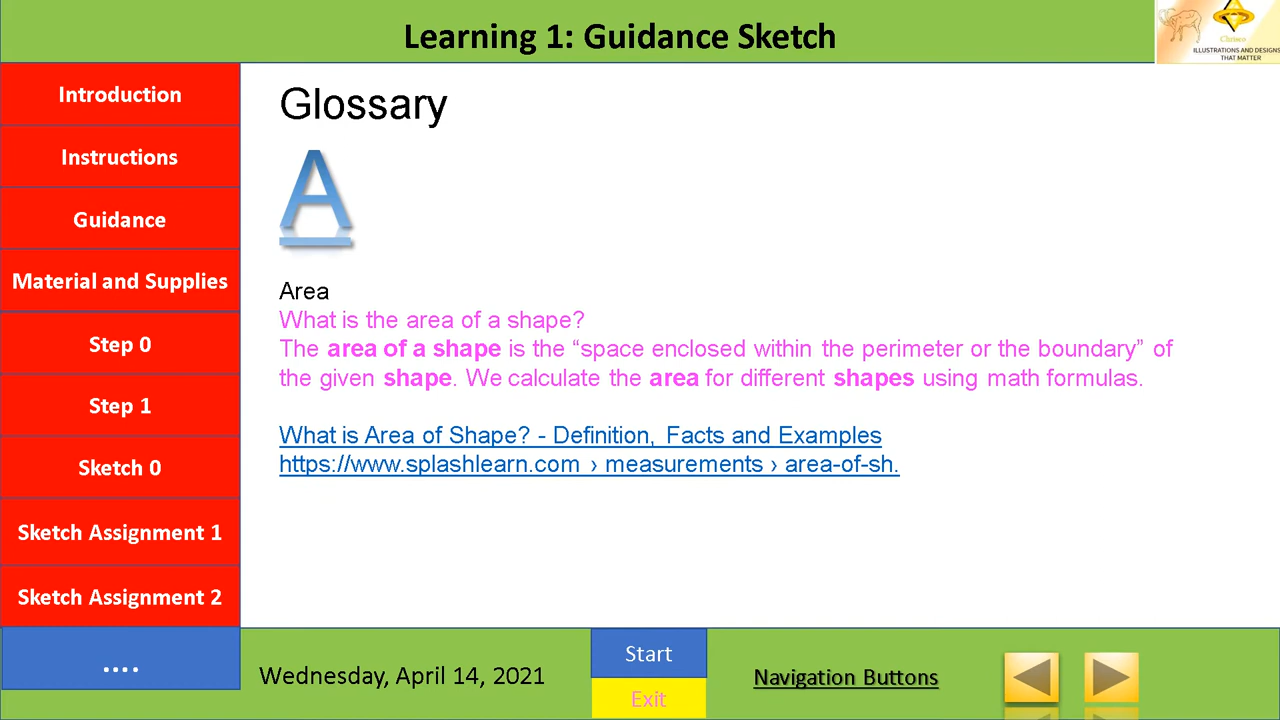 Learning 1: Guidance Sketch
Chrisco
ILLUSTRATIONS AND DESIGNS
THAT MATTER
Introduction
Instructions
Guidance
Material and Supplies
Step 0
Step 1
Sketch 0
Sketch Assignment 1
Sketch Assignment 2
....
Glossary
A
Area
What is the area of a shape?
The area of a shape is the “space enclosed within the perimeter or the boundary” of
the given shape. We calculate the area for different shapes using math formulas.
What is Area of Shape? - Definition, Facts and Examples
https://www.splashlearn.com › measurements › area-of-sh.
Wednesday, April 14, 2021
Start
Exit
Navigation Buttons